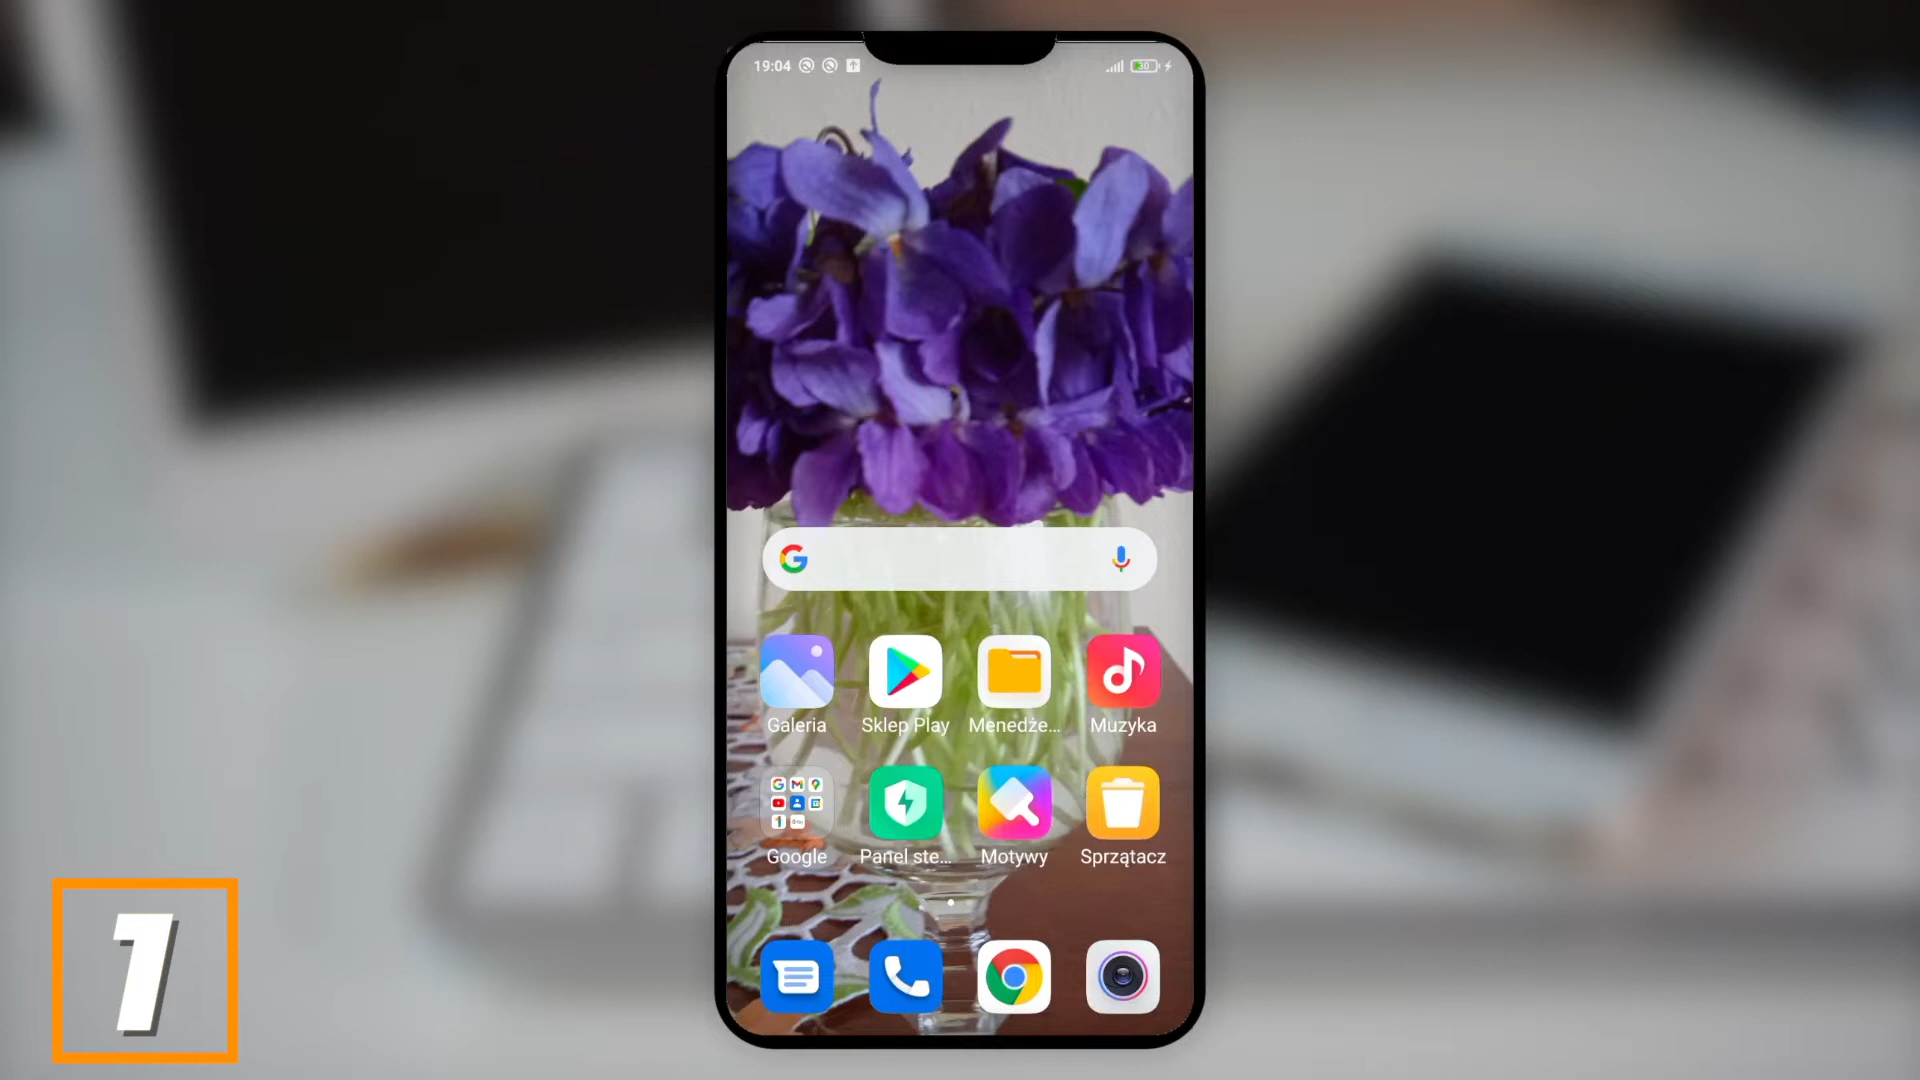 19:04
30
Galeria
Sklep Play
Menedże...
Muzyka
Google
Panel ste...
Motywy
Sprzątacz
1